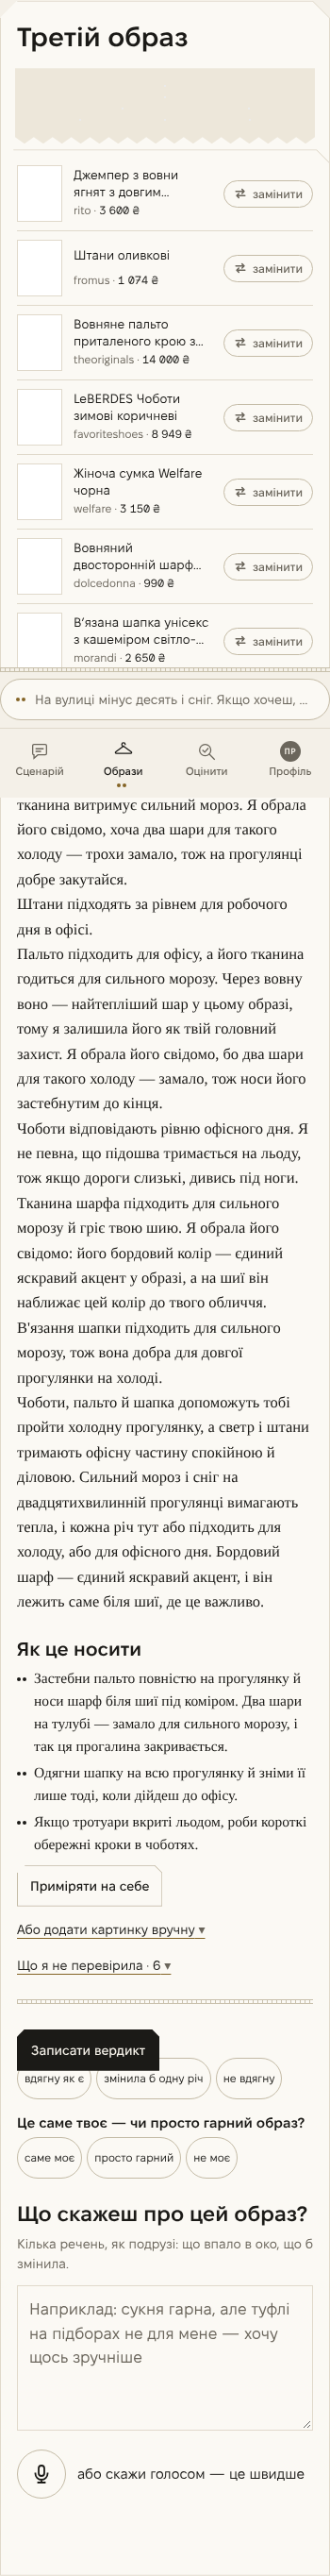 Третій образ
Джемпер з вовни
ягнят з довгим...
rito · 3 600 ₴
замінити
Штани оливкові
fromus · 1 074 ₴
замінити
Вовняне пальто
приталеного крою з...
theoriginals · 14 000 ₴
замінити
LeBERDES Чоботи
зимові коричневі
favoriteshoes · 8 949 ₴
замінити
Жіноча сумка Welfare
чорна
welfare · 3 150 ₴
замінити
Вовняний
двосторонній шарф...
dolcedonna · 990 ₴
замінити
В'язана шапка унісекс
з кашеміром світло-...
morandi · 2 650 ₴
замінити
На вулиці мінус десять і сніг. Якщо хочеш, ...
Сценарій
Образи
Оцінити
ПР
Профіль
тканина витримує сильний мороз. Я обрала
його свідомо, хоча два шари для такого
холоду — трохи замало, тож на прогулянці
добре закутайся.
Штани підходять за рівнем для робочого
дня в офісі.
Пальто підходить для офісу, а його тканина
годиться для сильного морозу. Через вовну
воно — найтепліший шар у цьому образі,
тому я залишила його як твій головний
захист. Я обрала його свідомо, бо два шари
для такого холоду — замало, тож носи його
застебнутим до кінця.
Чоботи відповідають рівню офісного дня. Я
не певна, що підошва тримається на льоду,
тож якщо дороги слизькі, дивись під ноги.
Тканина шарфа підходить для сильного
морозу й гріє твою шию. Я обрала його
свідомо: його бордовий колір — єдиний
яскравий акцент у образі, а на шиї він
наближає цей колір до твого обличчя.
В'язання шапки підходить для сильного
морозу, тож вона добра для довгої
прогулянки на холоді.
Чоботи, пальто й шапка допоможуть тобі
пройти холодну прогулянку, а светр і штани
тримають офісну частину спокійною й
діловою. Сильний мороз і сніг на
двадцятихвилинній прогулянці вимагають
тепла, і кожна річ тут або підходить для
холоду, або для офісного дня. Бордовий
шарф — єдиний яскравий акцент, і він
лежить саме біля шиї, де це важливо.
Як це носити
Застебни пальто повністю на прогулянку й
носи шарф біля шиї під коміром. Два шари
на тулубі — замало для сильного морозу, і
так ця прогалина закривається.
Одягни шапку на всю прогулянку й зніми її
лише тоді, коли дійдеш до офісу.
Якщо тротуари вкриті льодом, роби короткі
обережні кроки в чоботях.
Приміряти на себе
Або додати картинку вручну ▾
Що я не перевірила · 6 ▾
Записати вердикт
вдягну як є
змінила б одну річ
не вдягну
Це саме твоє — чи просто гарний образ?
саме моє
просто гарний
не моє
Що скажеш про цей образ?
Кілька речень, як подрузі: що впало в око, що б
змінила.
Наприклад: сукня гарна, але туфлі
на підборах не для мене — хочу
щось зручніше
або скажи голосом — це швидше